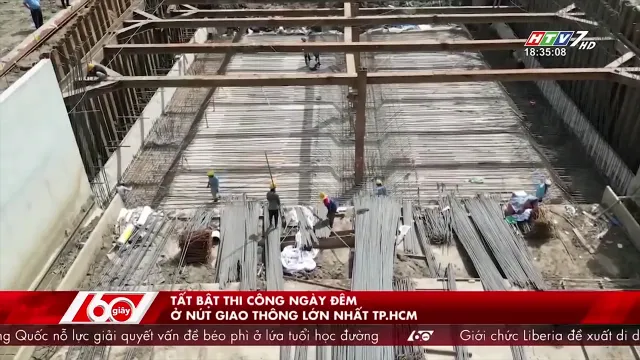 HTV7 HD
18:35:08
60 giây
TẤT BẬT THI CÔNG NGÀY ĐÊM
Ở NÚT GIAO THÔNG LỚN NHẤT TP.HCM
Quốc nỗ lực giải quyết vấn đề béo phì ở lứa tuổi học đường 60 Giới chức Liberia đề xuất di